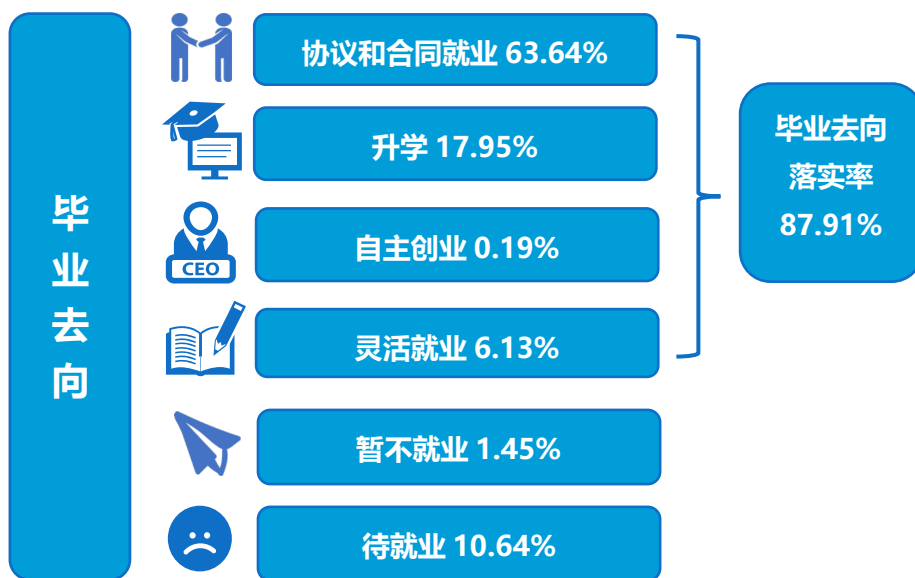 毕业去向
协议和合同就业 63.64%
升学 17.95%
CEO
自主创业 0.19%
灵活就业 6.13%
暂不就业 1.45%
待就业 10.64%
毕业去向
落实率
87.91%